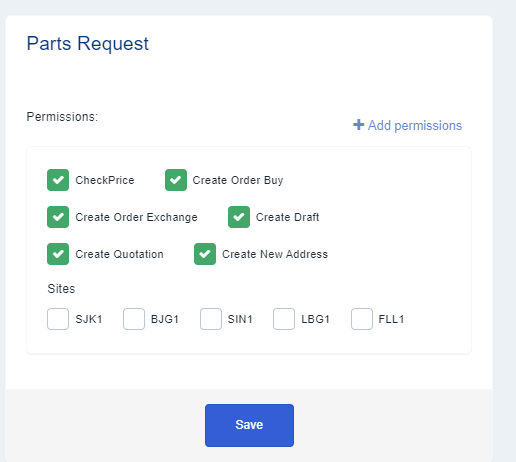 Parts Request
Permissions:
Add permissions
CheckPrice Create Order Buy
Create Order Exchange Create Draft
Create Quotation Create New Address
Sites
SJK1 BJG1 SIN1 LBG1 FLL1
Save